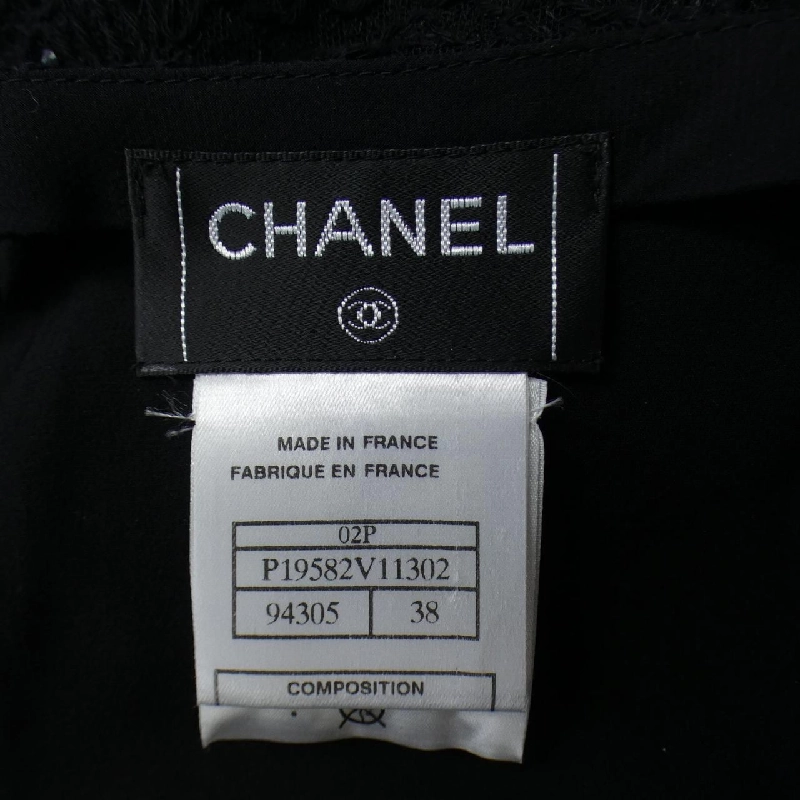 CHANEL
MADE IN FRANCE
FABRIQUE EN FRANCE
02P
P19582V11302
94305 38
COMPOSITION